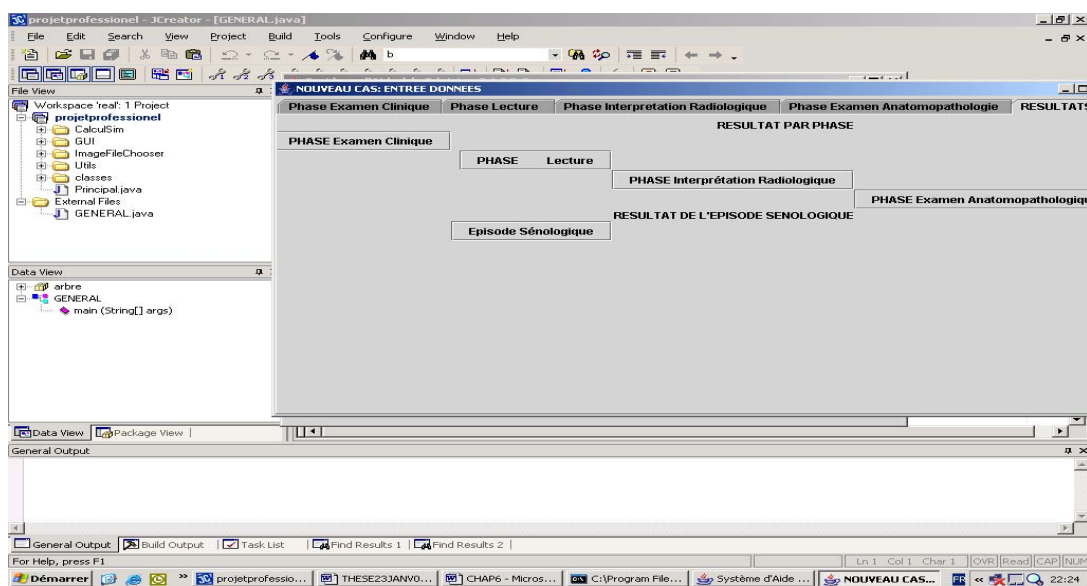 projetprofessionel - JCreator - [GENERAL.java]
File Edit Search View Project Build Tools Configure Window Help
b
File View
Workspace 'real': 1 Project
projetprofessionel
CalculSim
GUI
ImageFileChooser
Utils
classes
Principal.java
External Files
GENERAL.java
NOUVEAU CAS: ENTREE DONNEES
Phase Examen Clinique Phase Lecture Phase Interpretation Radiologique Phase Examen Anatomopathologie RESULTATS
RESULTAT PAR PHASE
PHASE Examen Clinique
PHASE Lecture
PHASE Interprétation Radiologique
PHASE Examen Anatomopathologiqu
RESULTAT DE L'EPISODE SENOLOGIQUE
Episode Sénologique
Data View
arbre
GENERAL
main (String[] args)
Data View Package View
General Output
General Output Build Output Task List Find Results 1 Find Results 2
For Help, press F1 Ln 1 Col 1 Char 1 OVR Read CAP NUM
Démarrer » projetprofessio... THESE23JANV0... CHAP6 - Micros... C:\Program File... Système d'Aide ... NOUVEAU CAS... FR « 22:24